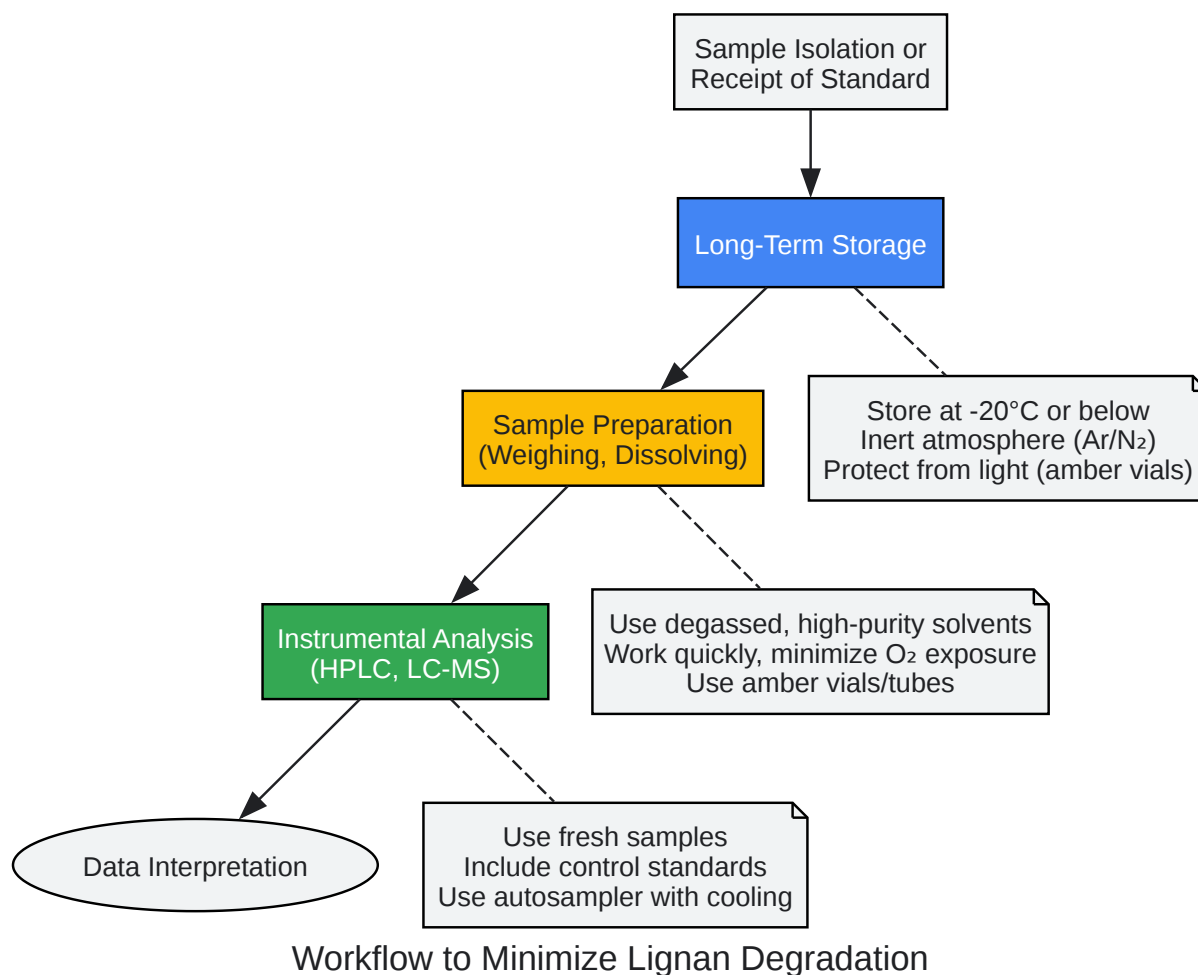 Sample Isolation or
Receipt of Standard
Long-Term Storage
Store at -20°C or below
Inert atmosphere (Ar/N₂)
Protect from light (amber vials)
Sample Preparation
(Weighing, Dissolving)
Use degassed, high-purity solvents
Work quickly, minimize O₂ exposure
Use amber vials/tubes
Instrumental Analysis
(HPLC, LC-MS)
Use fresh samples
Include control standards
Use autosampler with cooling
Data Interpretation
Workflow to Minimize Lignan Degradation